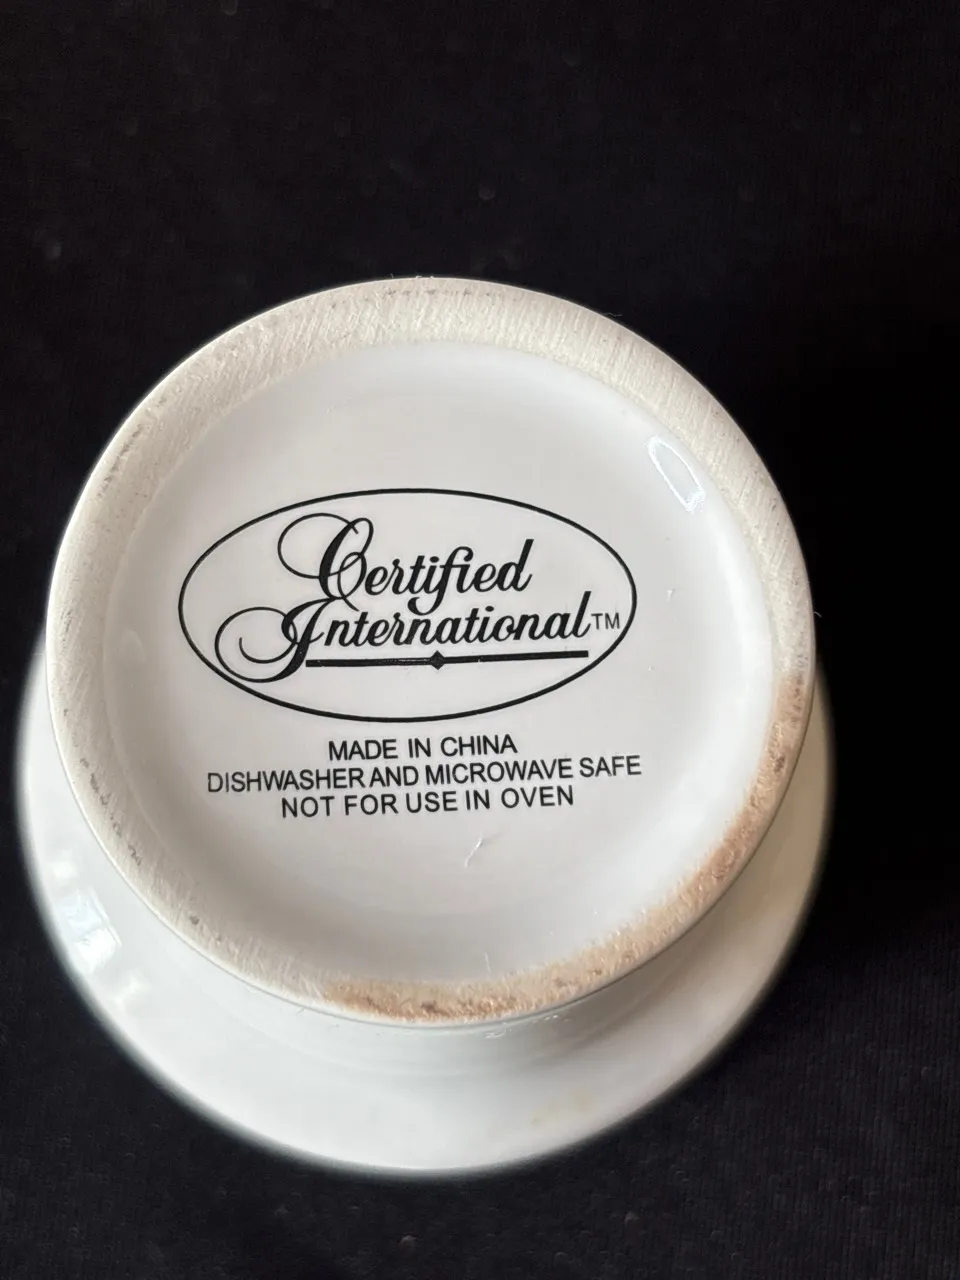 Certified
International™
MADE IN CHINA
DISHWASHER AND MICROWAVE SAFE
NOT FOR USE IN OVEN